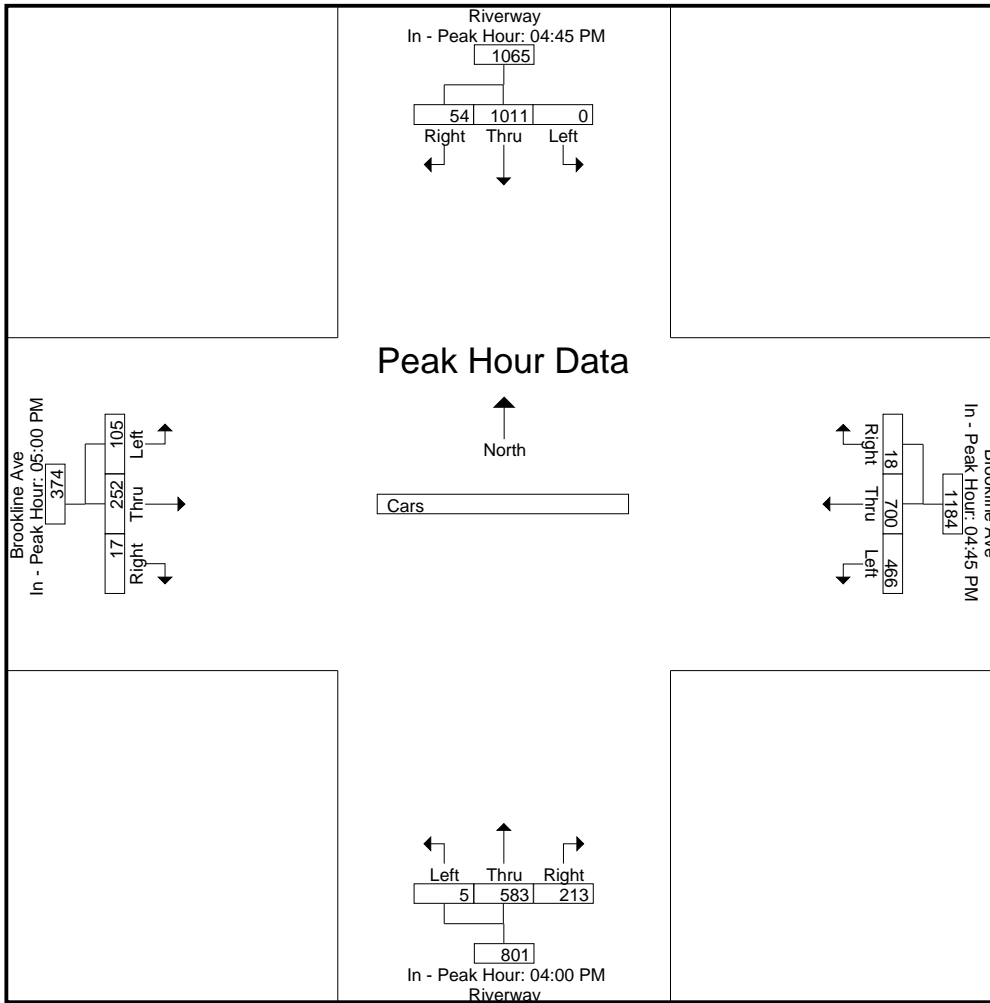 Riverway
In - Peak Hour: 04:45 PM
1065
54 1011 0
Right Thru Left
Peak Hour Data
North
Cars
Brookline Ave
In - Peak Hour: 05:00 PM
374
105 252 17
Left Thru Right
Brookline Ave
In - Peak Hour: 04:45 PM
1184
18 700 466
Right Thru Left
Left Thru Right
5 583 213
801
In - Peak Hour: 04:00 PM
Riverway